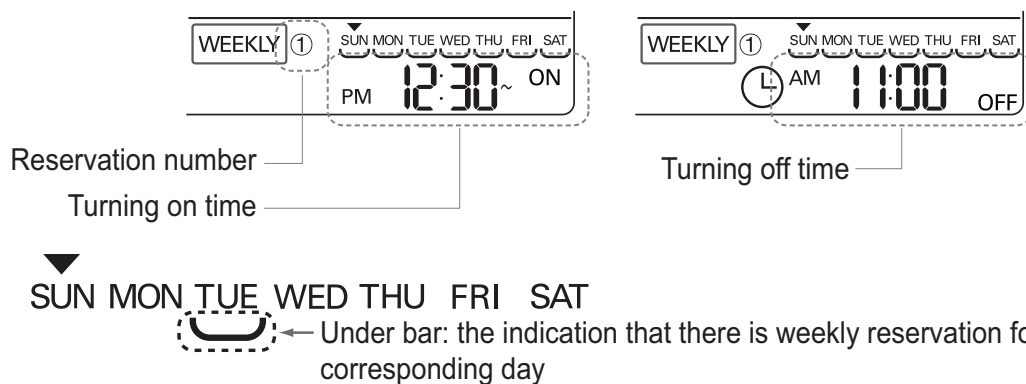 WEEKLY ① SUN MON TUE WED THU FRI SAT
PM 12:30~ ON
WEEKLY ① SUN MON TUE WED THU FRI SAT
AM 11:00 OFF
Reservation number
Turning on time
Turning off time
SUN MON TUE WED THU FRI SAT
Under bar: the indication that there is weekly reservation
corresponding day